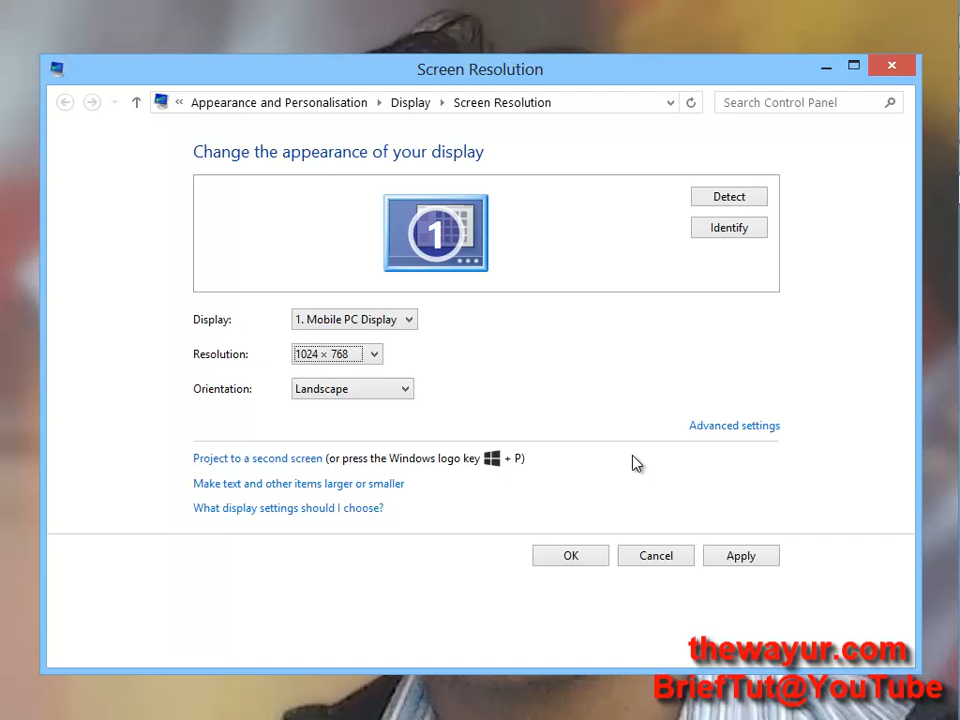 Screen Resolution
« Appearance and Personalisation Display Screen Resolution
Search Control Panel
Change the appearance of your display
1
Detect
Identify
Display: 1. Mobile PC Display
Resolution: 1024 × 768
Orientation: Landscape
Advanced settings
Project to a second screen (or press the Windows logo key + P)
Make text and other items larger or smaller
What display settings should I choose?
OK Cancel Apply
thewayur.com
BriefTut@YouTube